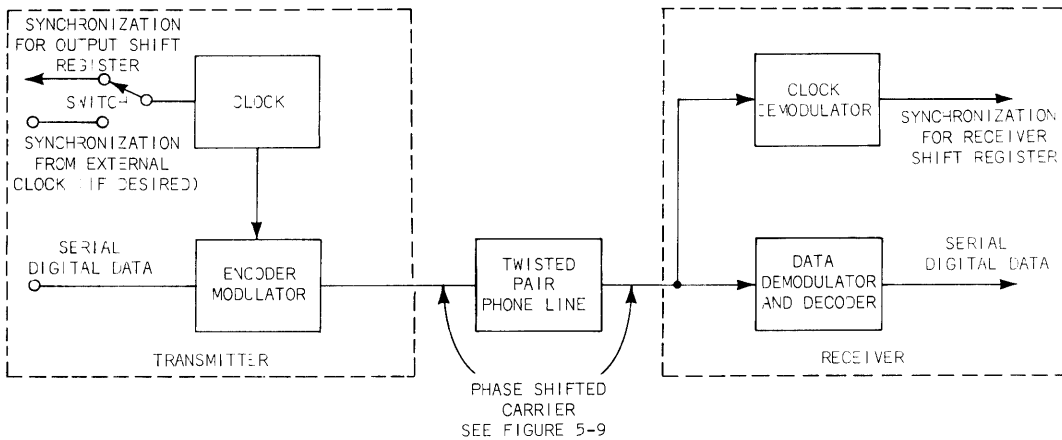 SYNCHRONIZATION
FOR OUTPUT SHIFT
REGISTER
SWITCH
SYNCHRONIZATION
FROM EXTERNAL
CLOCK (IF DESIRED)
CLOCK
SERIAL
DIGITAL DATA
ENCODER
MODULATOR
TRANSMITTER
TWISTED
PAIR
PHONE LINE
PHASE SHIFTED
CARRIER
SEE FIGURE 5-9
CLOCK
DEMODULATOR
SYNCHRONIZATION
FOR RECEIVER
SHIFT REGISTER
DATA
DEMODULATOR
AND DECODER
SERIAL
DIGITAL DATA
RECEIVER